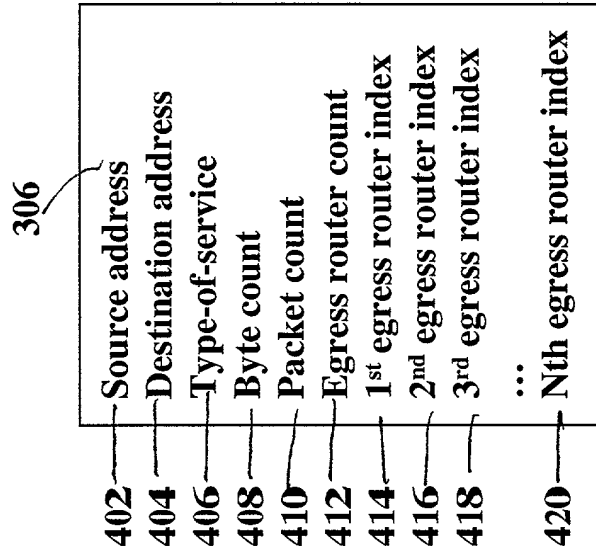 306
402 Source address
404 Destination address
406 Type-of-service
408 Byte count
410 Packet count
412 Egress router count
414 1st egress router index
416 2nd egress router index
418 3rd egress router index
...
420 Nth egress router index